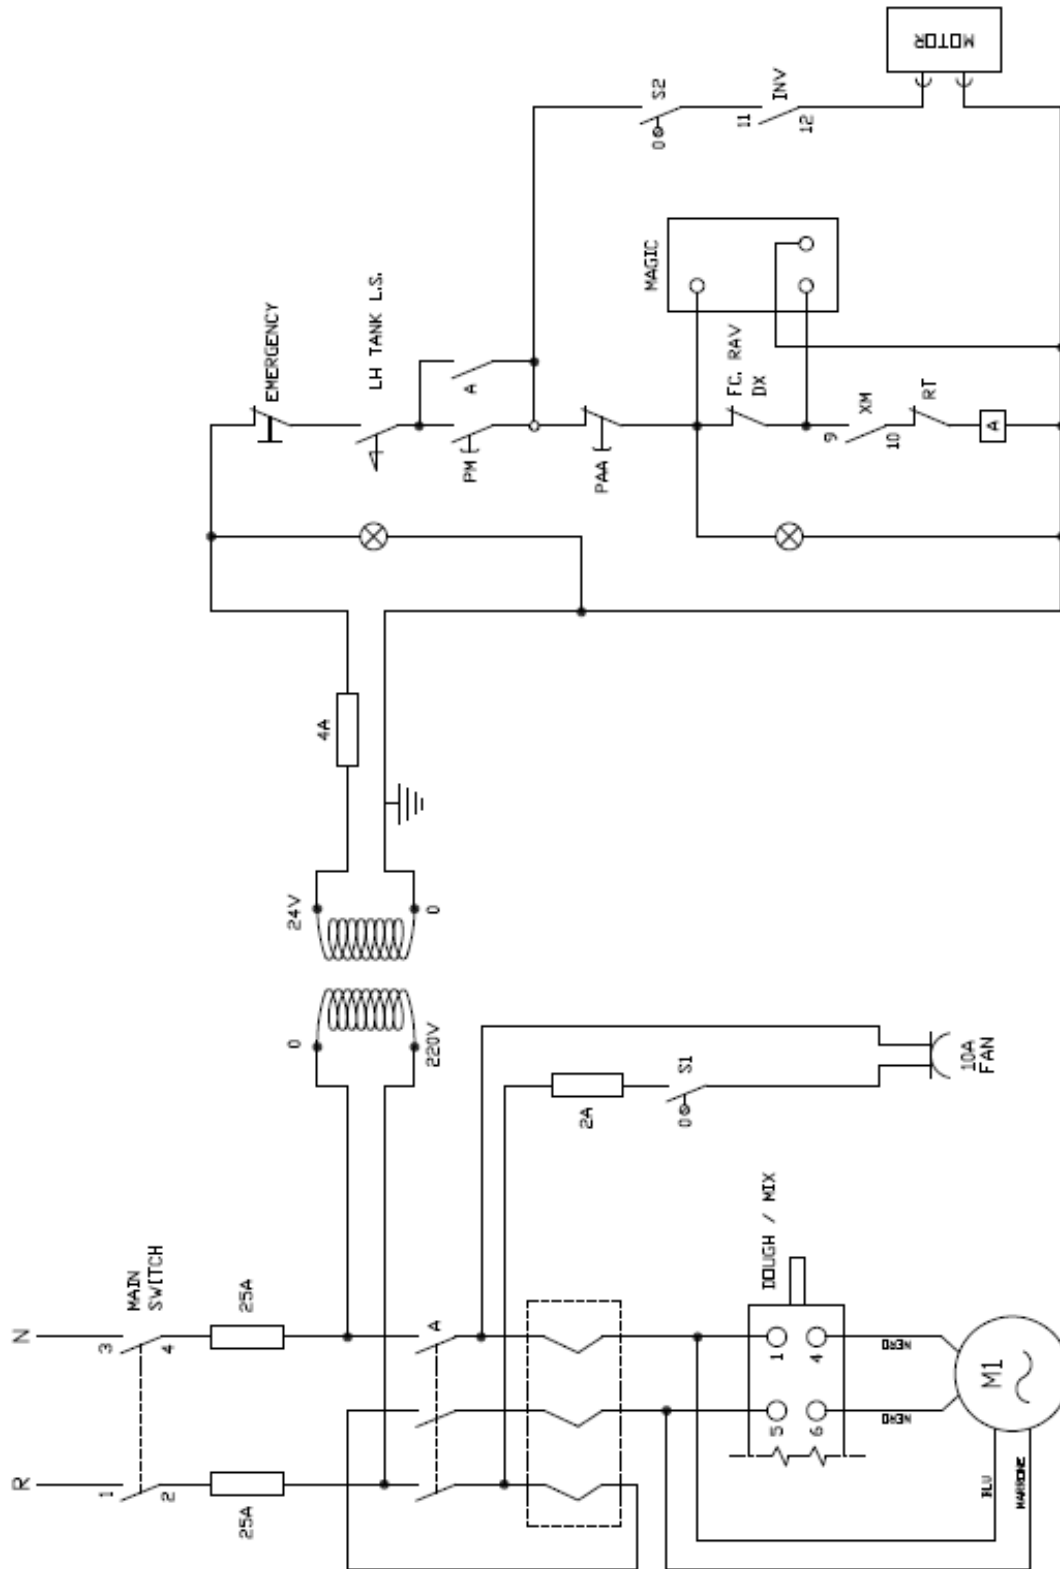 R
N
1
2
3
4
MAIN
SWITCH
25A
25A
A
0
220V
24V
0
4A
2A
S1
0
10A
FAN
DOUGH / MIX
1
4
5
6
NERO
NERO
BLU
MARRONE
M1
EMERGENCY
LH TANK L.S.
PM
A
PAA
FC. RAV
DX
MAGIC
9
XM
10
RT
A
S2
0
11
INV
12
MOTOR